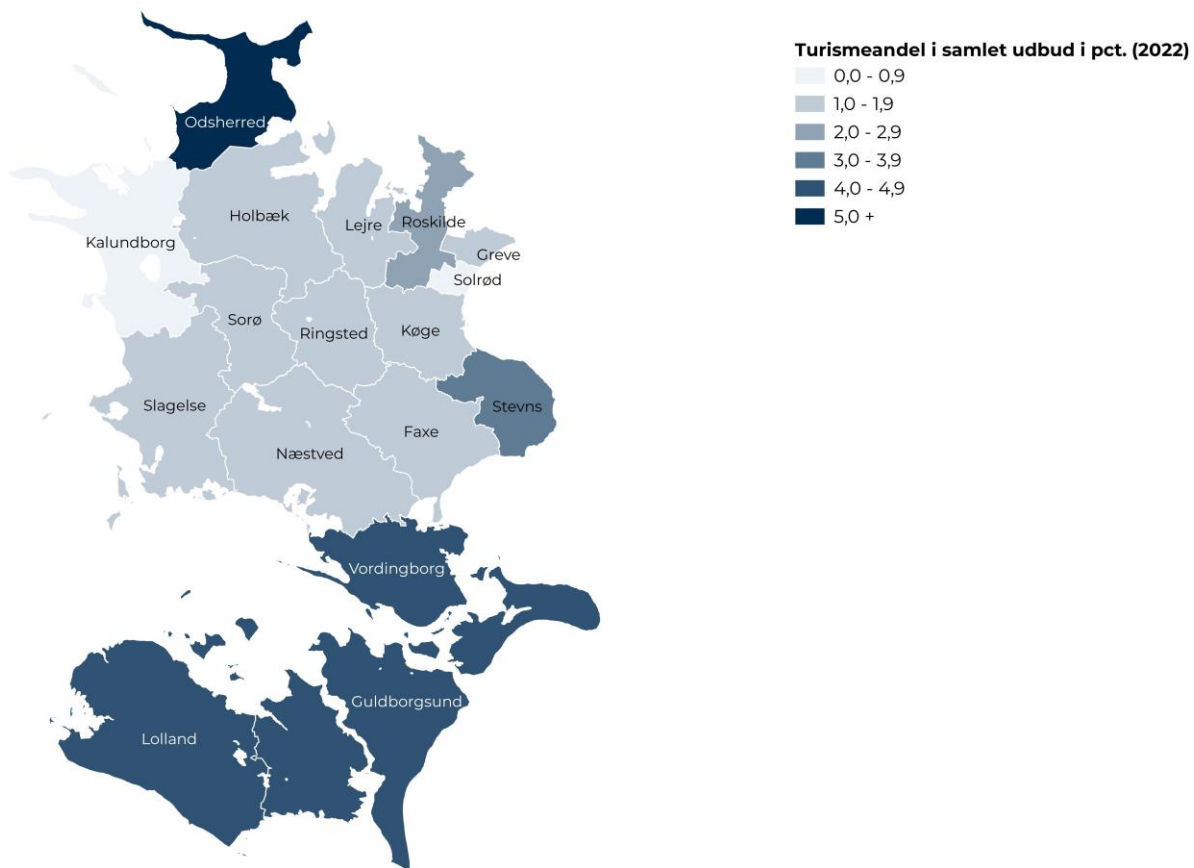 Turismeandel i samlet udbud i pct. (2022)
0,0 - 0,9
1,0 - 1,9
2,0 - 2,9
3,0 - 3,9
4,0 - 4,9
5,0 +
Odsherred
Holbæk
Lejre
Roskilde
Kalundborg
Greve
Solrød
Sorø
Ringsted
Køge
Slagelse
Stevns
Næstved
Faxe
Vordingborg
Guldborgsund
Lolland